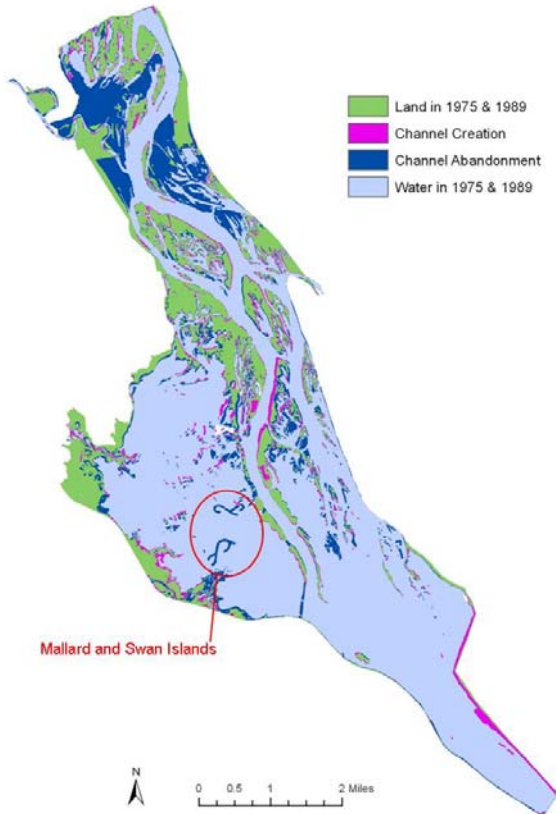 Land in 1975 & 1989
Channel Creation
Channel Abandonment
Water in 1975 & 1989
Mallard and Swan Islands
N
0 0.5 1 2 Miles